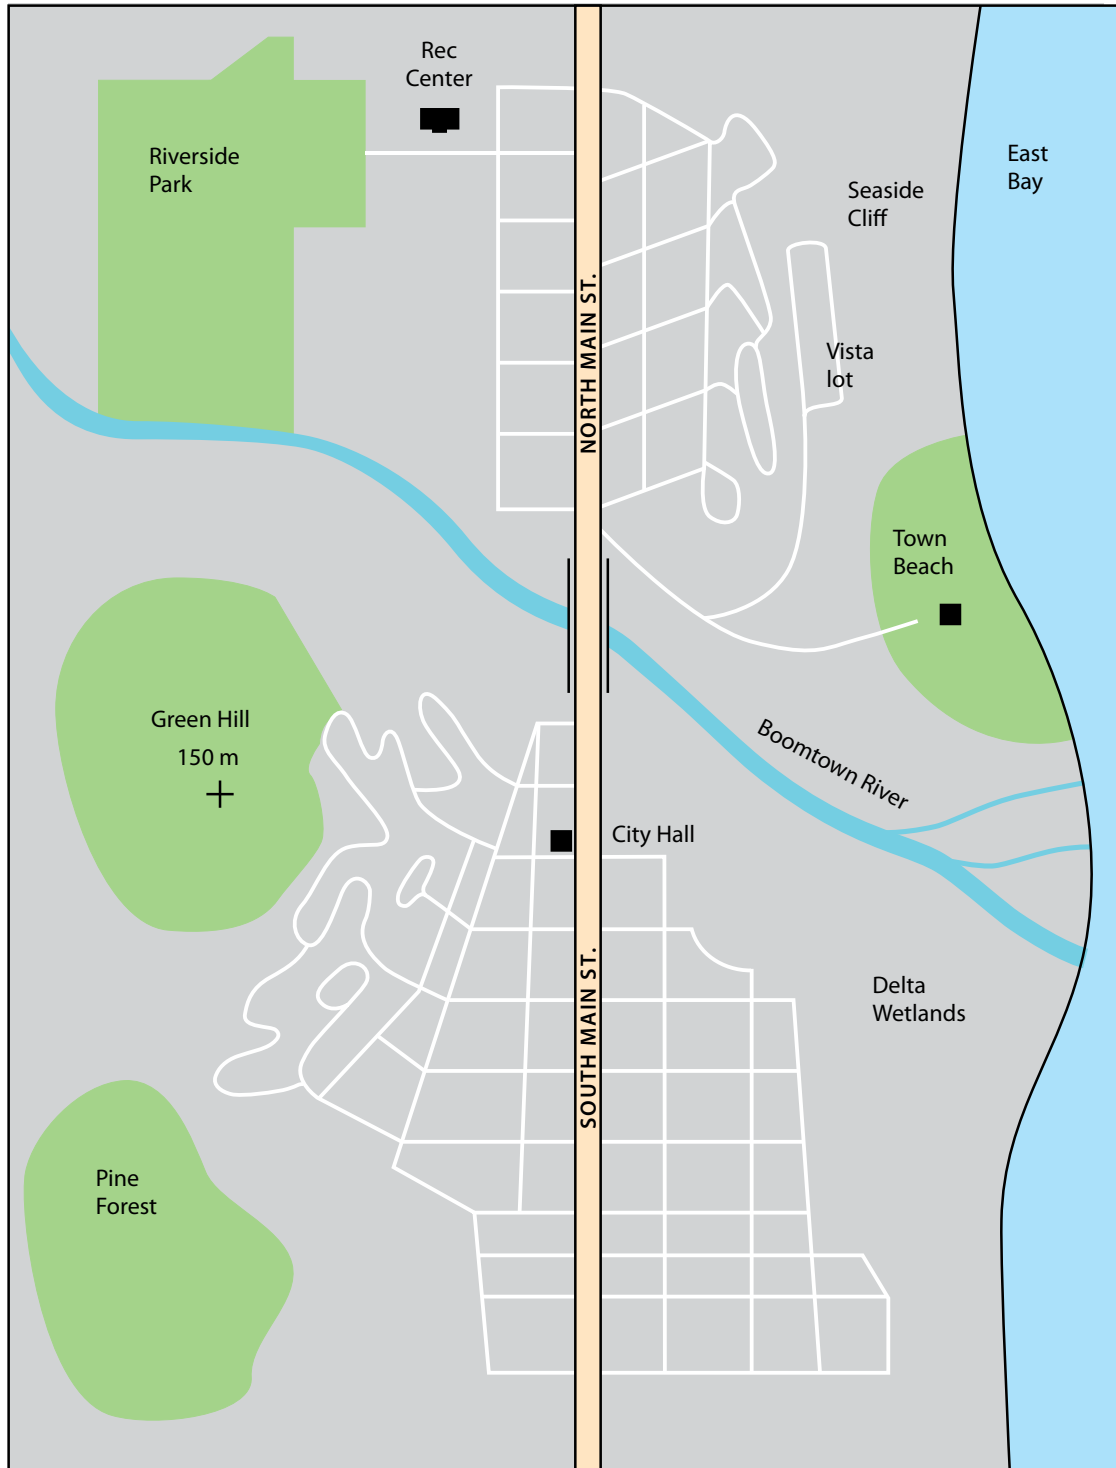 Rec
Center
Riverside
Park
East
Bay
Seaside
Cliff
NORTH MAIN ST.
Vista
lot
Town
Beach
Green Hill
150 m
Boomtown River
City Hall
SOUTH MAIN ST.
Delta
Wetlands
Pine
Forest